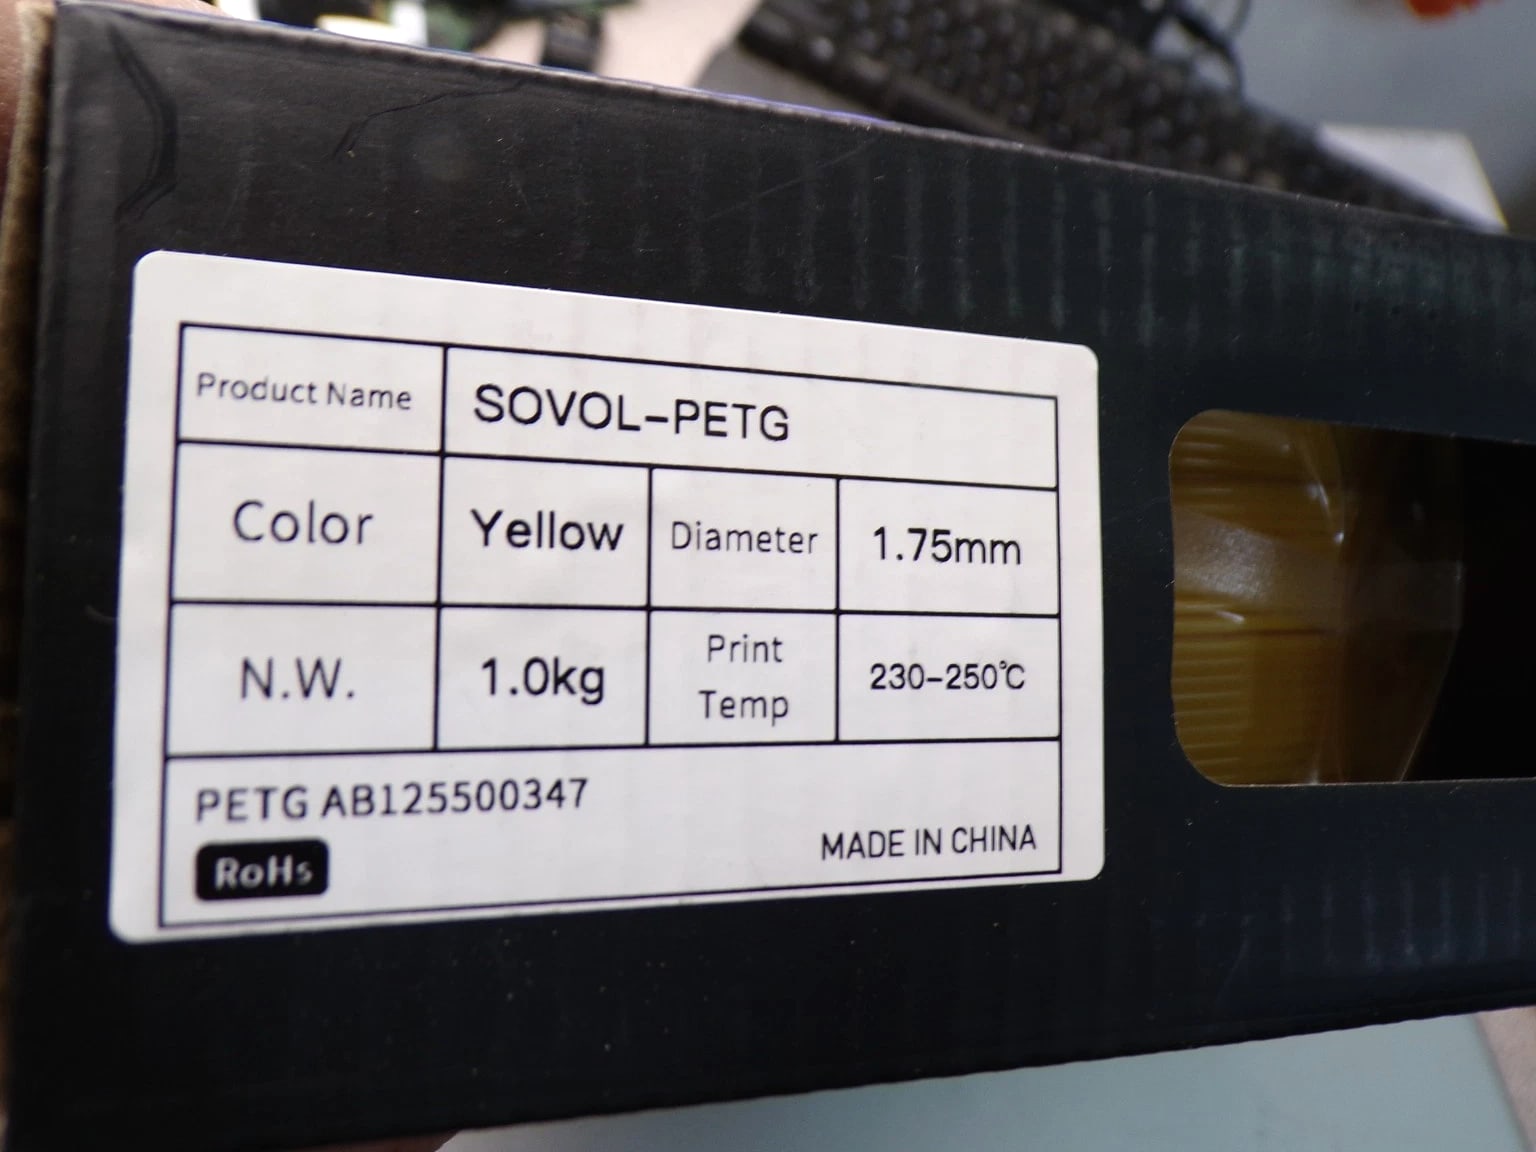 Product Name SOVOL-PETG
Color Yellow Diameter 1.75mm
N.W. 1.0kg Print Temp 230-250℃
PETG AB125500347
RoHs
MADE IN CHINA